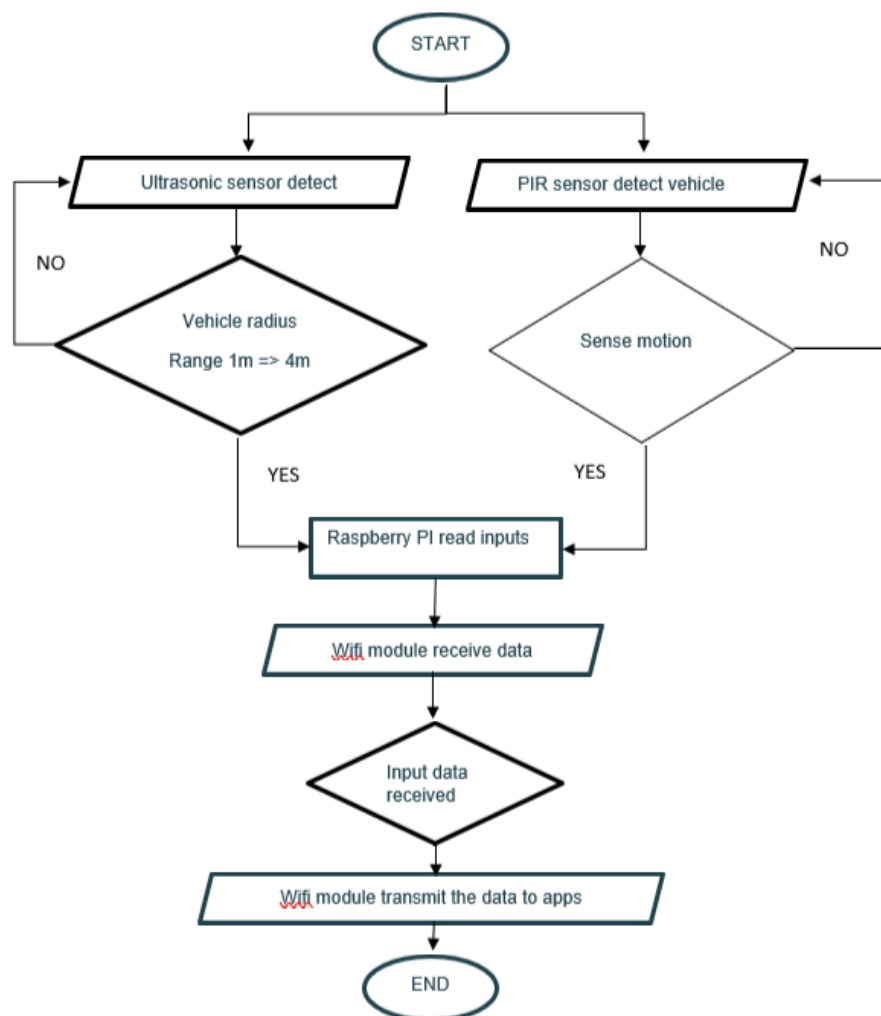 START
Ultrasonic sensor detect
PIR sensor detect vehicle
NO
NO
Vehicle radius
Range 1m => 4m
Sense motion
YES
YES
Raspberry PI read inputs
Wifi module receive data
Input data
received
Wifi module transmit the data to apps
END